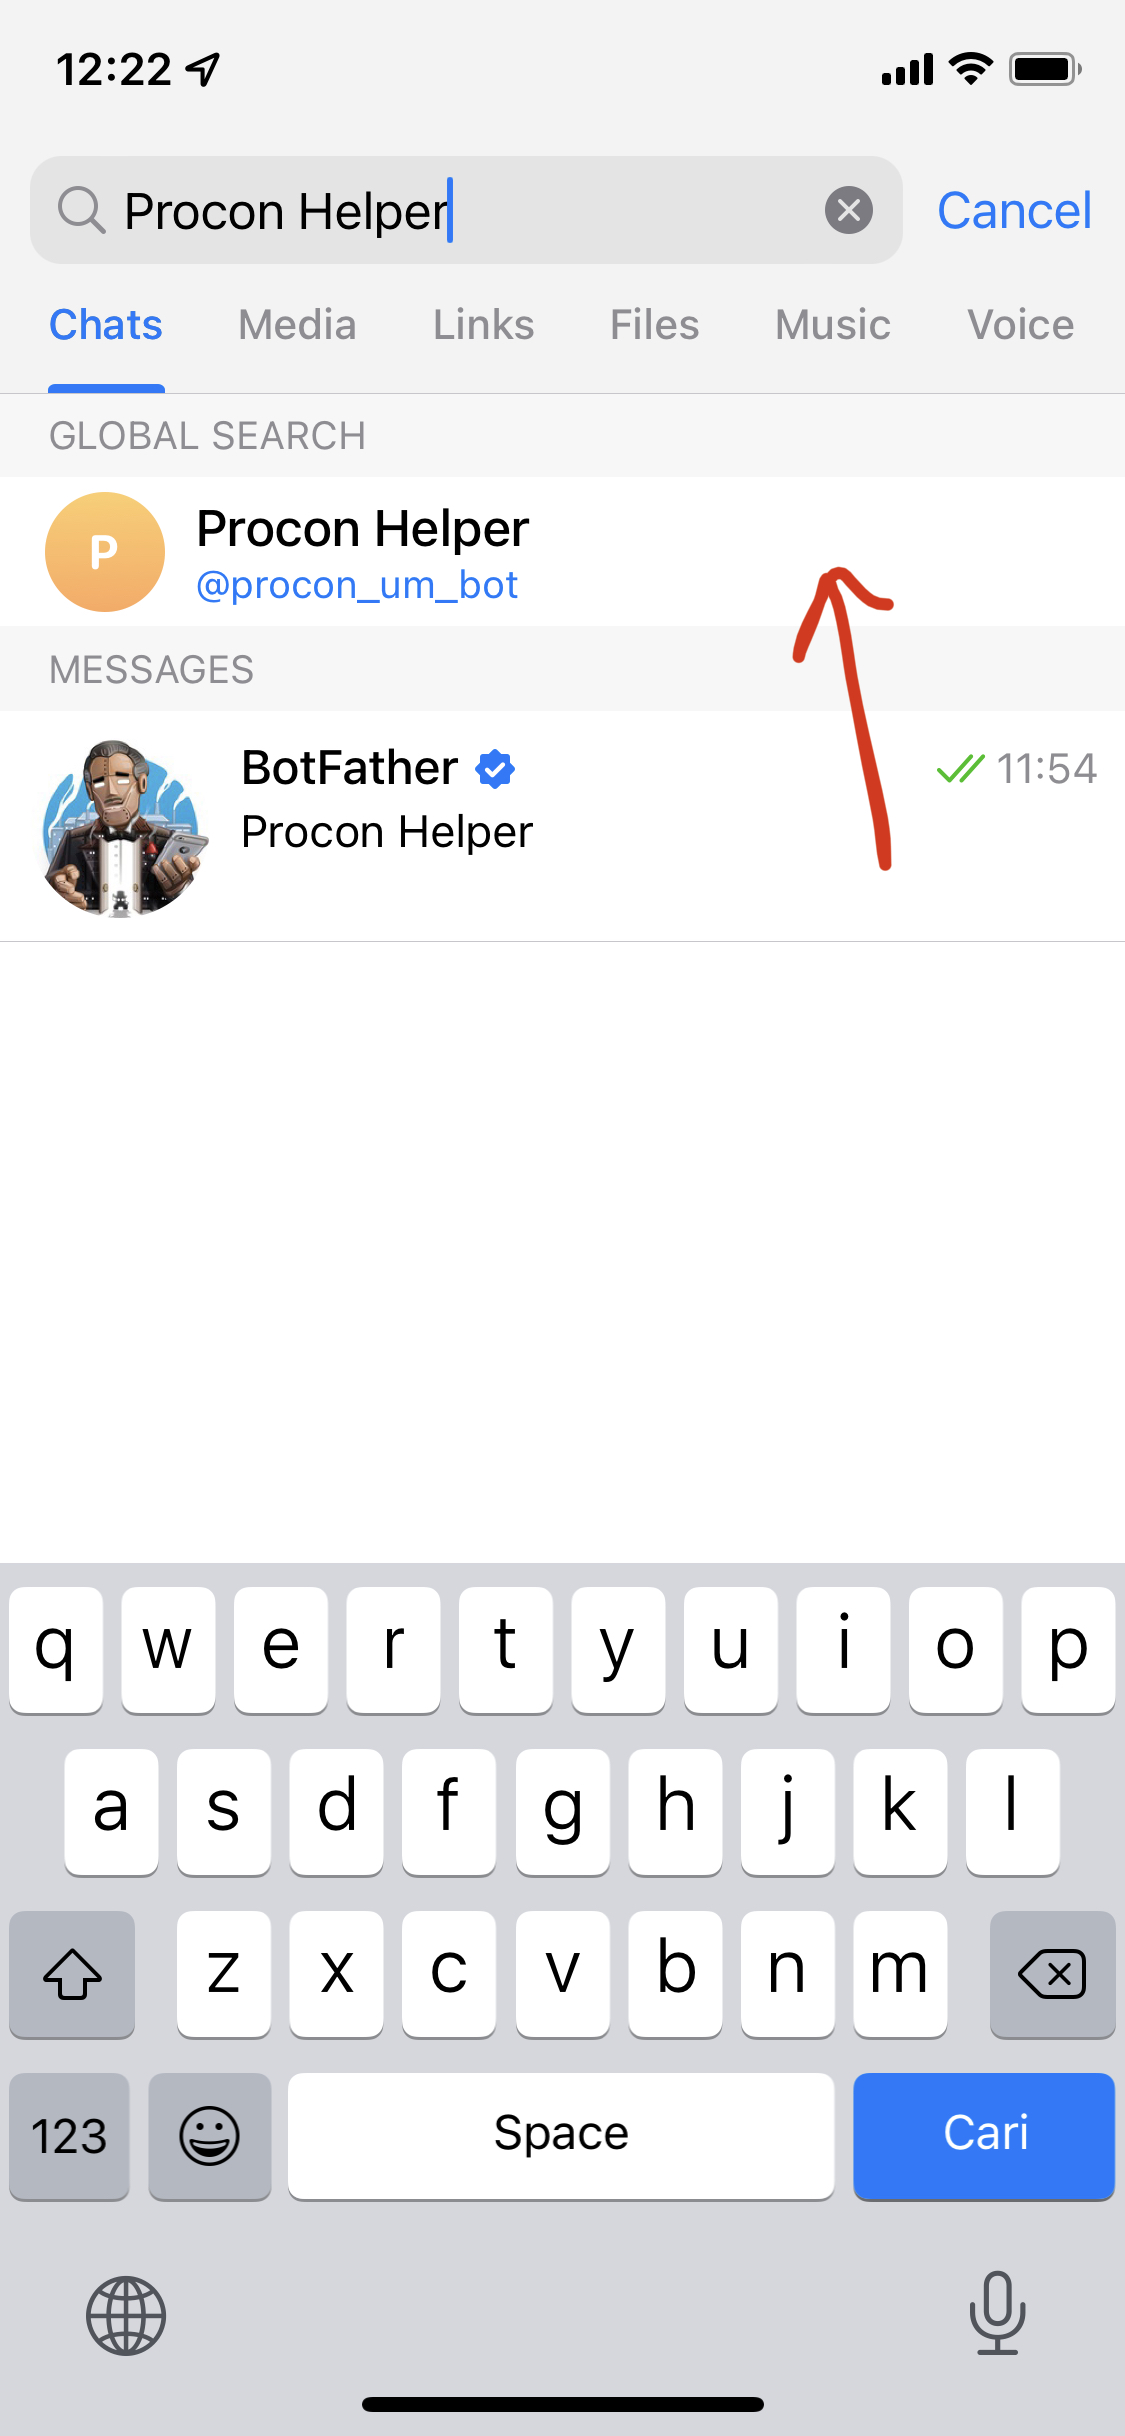 12:22
Procon Helper
Cancel
Chats Media Links Files Music Voice
GLOBAL SEARCH
P
Procon Helper
@procon_um_bot
MESSAGES
BotFather 11:54
Procon Helper
q w e r t y u i o p
a s d f g h j k l
z x c v b n m
123 Space Cari